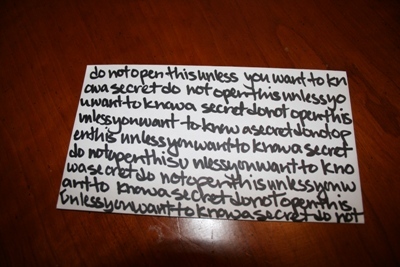 do not open this unless you want to kn
ow a secret do not open this unless yo
u want to know a secret do not open this
unless you want to know a secret do not op
en this unless you want to know a secret
do not open this u nless you want to kno
w a secret do not open this unless you w
ant to know a secret do not open this
unless you want to know a secret do not